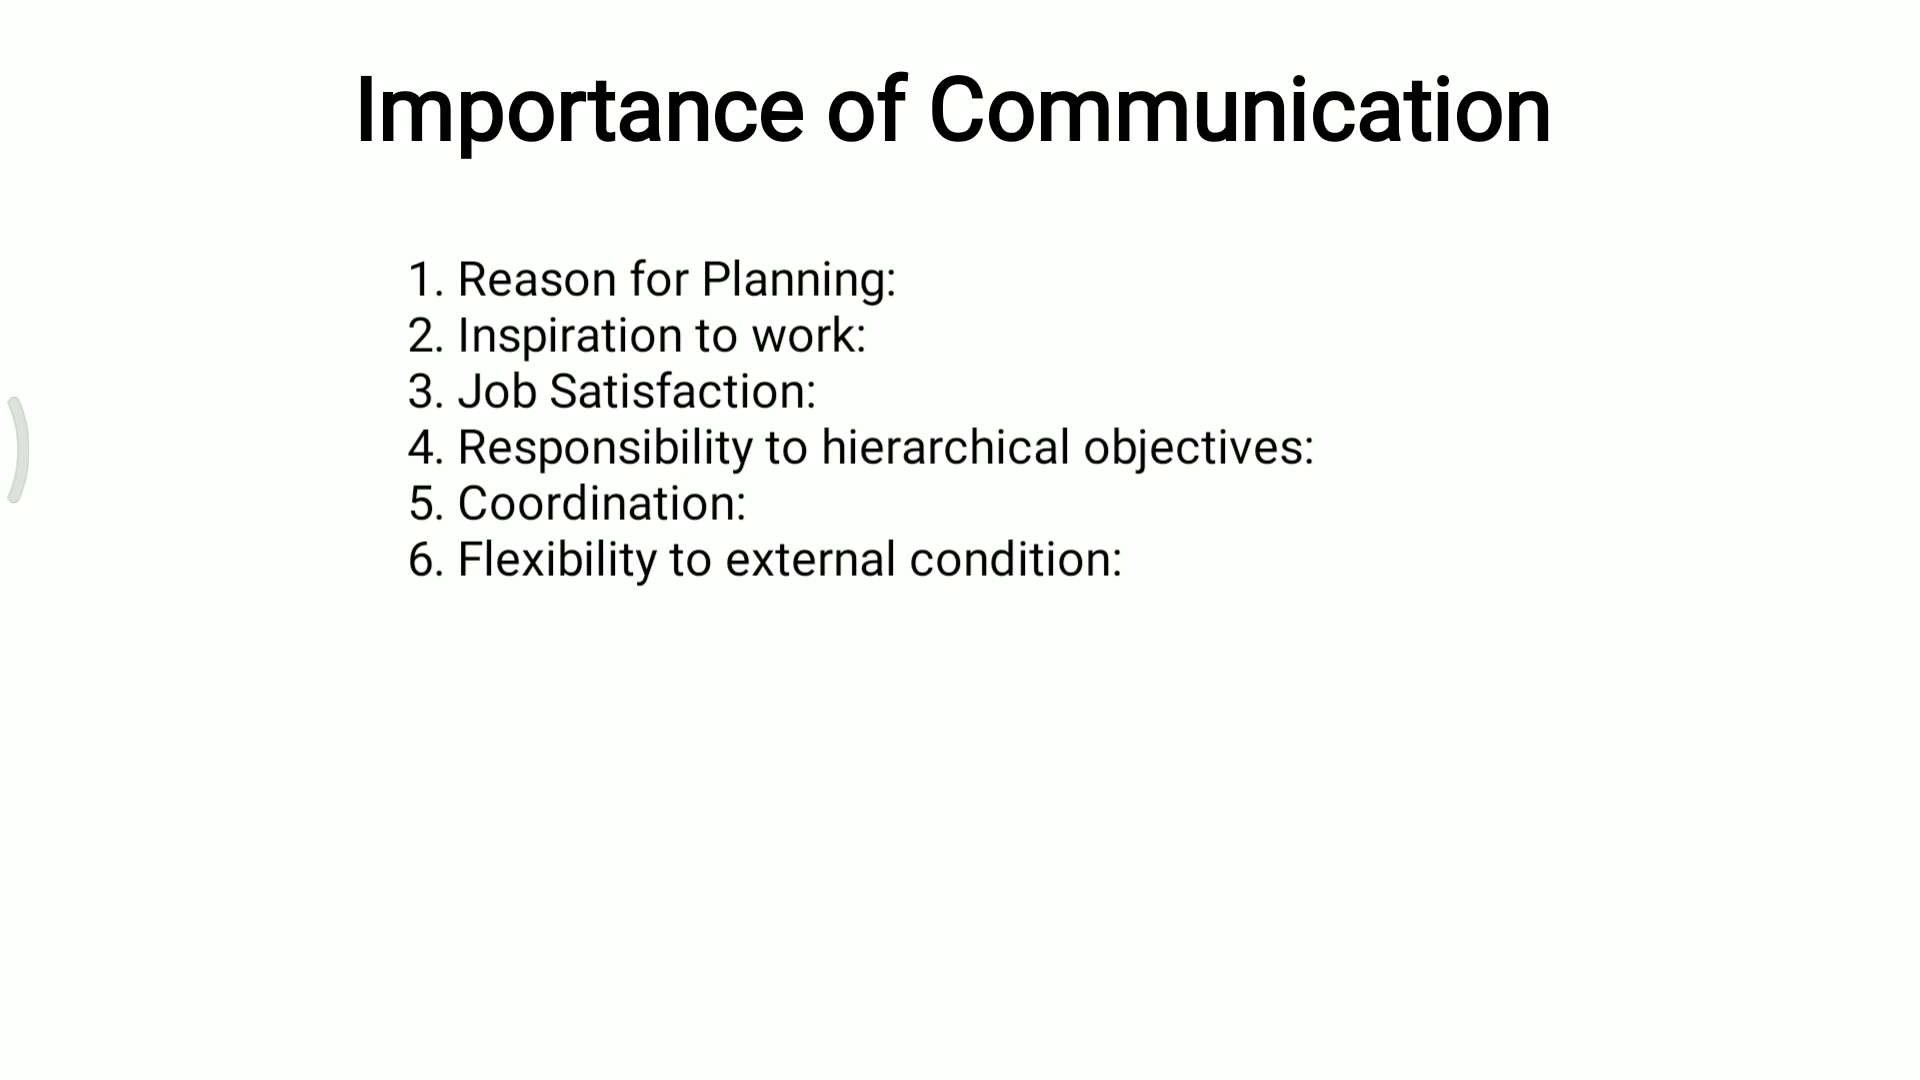 Importance of Communication
1. Reason for Planning:
2. Inspiration to work:
3. Job Satisfaction:
4. Responsibility to hierarchical objectives:
5. Coordination:
6. Flexibility to external condition: